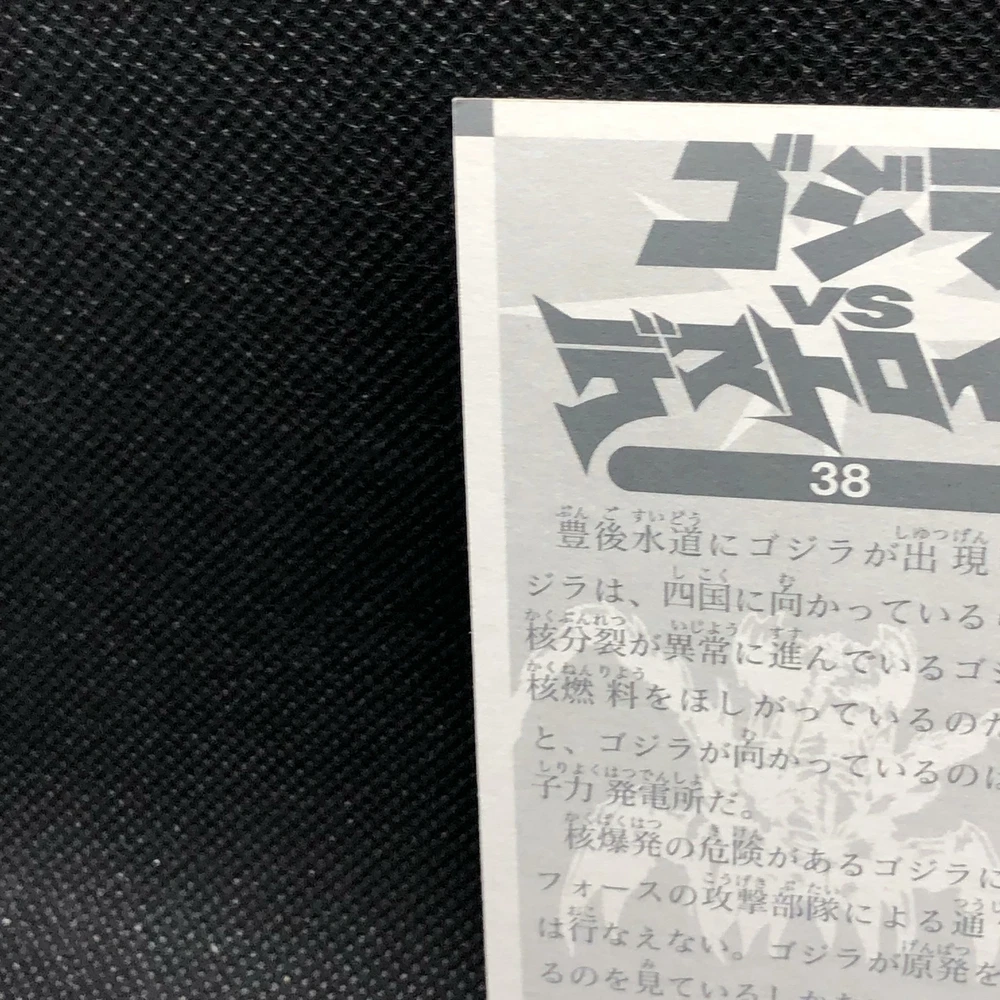 ゴジ
VS
デストロイ
38
豊後水道にゴジラが出現
ジラは、四国に向かっている
核分裂が異常に進んでいるゴジ
核燃料をほしがっているのだ
と、ゴジラが向かっているのは
子力発電所だ。
核爆発の危険があるゴジラに
フォースの攻撃部隊による通
は行なえない。ゴジラが原発を
るのを見ているしか